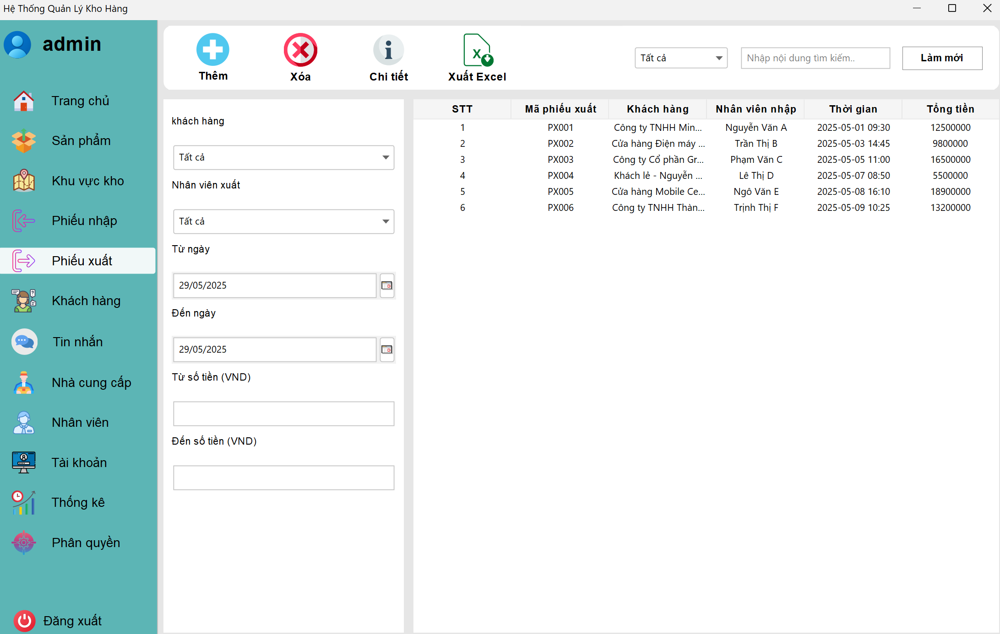 Hệ Thống Quản Lý Kho Hàng
admin
Trang chủ
Sản phẩm
Khu vực kho
Phiếu nhập
Phiếu xuất
Khách hàng
Tin nhắn
Nhà cung cấp
Nhân viên
Tài khoản
Thống kê
Phân quyền
Đăng xuất
Thêm
Xóa
Chi tiết
Xuất Excel
Tất cả
Nhập nội dung tìm kiếm..
Làm mới
khách hàng
Tất cả
Nhân viên xuất
Tất cả
Từ ngày
29/05/2025
Đến ngày
29/05/2025
Từ số tiền (VND)
Đến số tiền (VND)
STT Mã phiếu xuất Khách hàng Nhân viên nhập Thời gian Tổng tiền
1 PX001 Công ty TNHH Min... Nguyễn Văn A 2025-05-01 09:30 12500000
2 PX002 Cửa hàng Điện máy ... Trần Thị B 2025-05-03 14:45 9800000
3 PX003 Công ty Cổ phần Gr... Phạm Văn C 2025-05-05 11:00 16500000
4 PX004 Khách lẻ - Nguyễn ... Lê Thị D 2025-05-07 08:50 5500000
5 PX005 Cửa hàng Mobile Ce... Ngô Văn E 2025-05-08 16:10 18900000
6 PX006 Công ty TNHH Thàn... Trịnh Thị F 2025-05-09 10:25 13200000